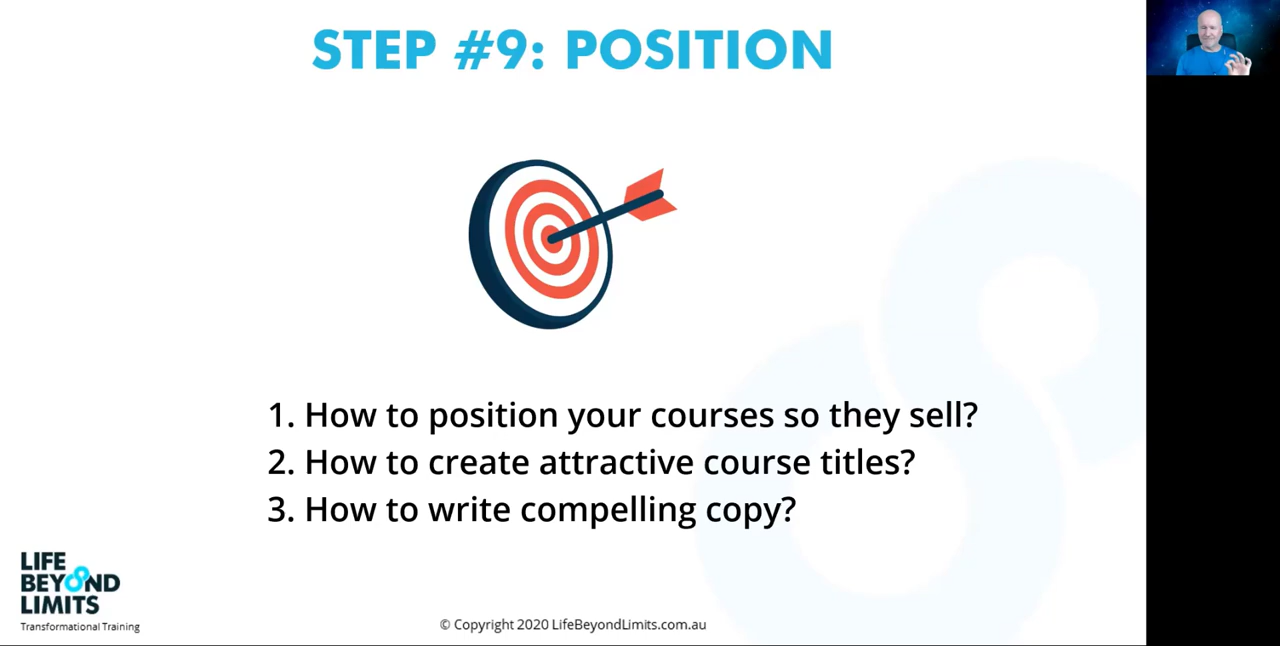 STEP #9: POSITION
1. How to position your courses so they sell?
2. How to create attractive course titles?
3. How to write compelling copy?
LIFE
BEYOND
LIMITS
Transformational Training
© Copyright 2020 LifeBeyondLimits.com.au